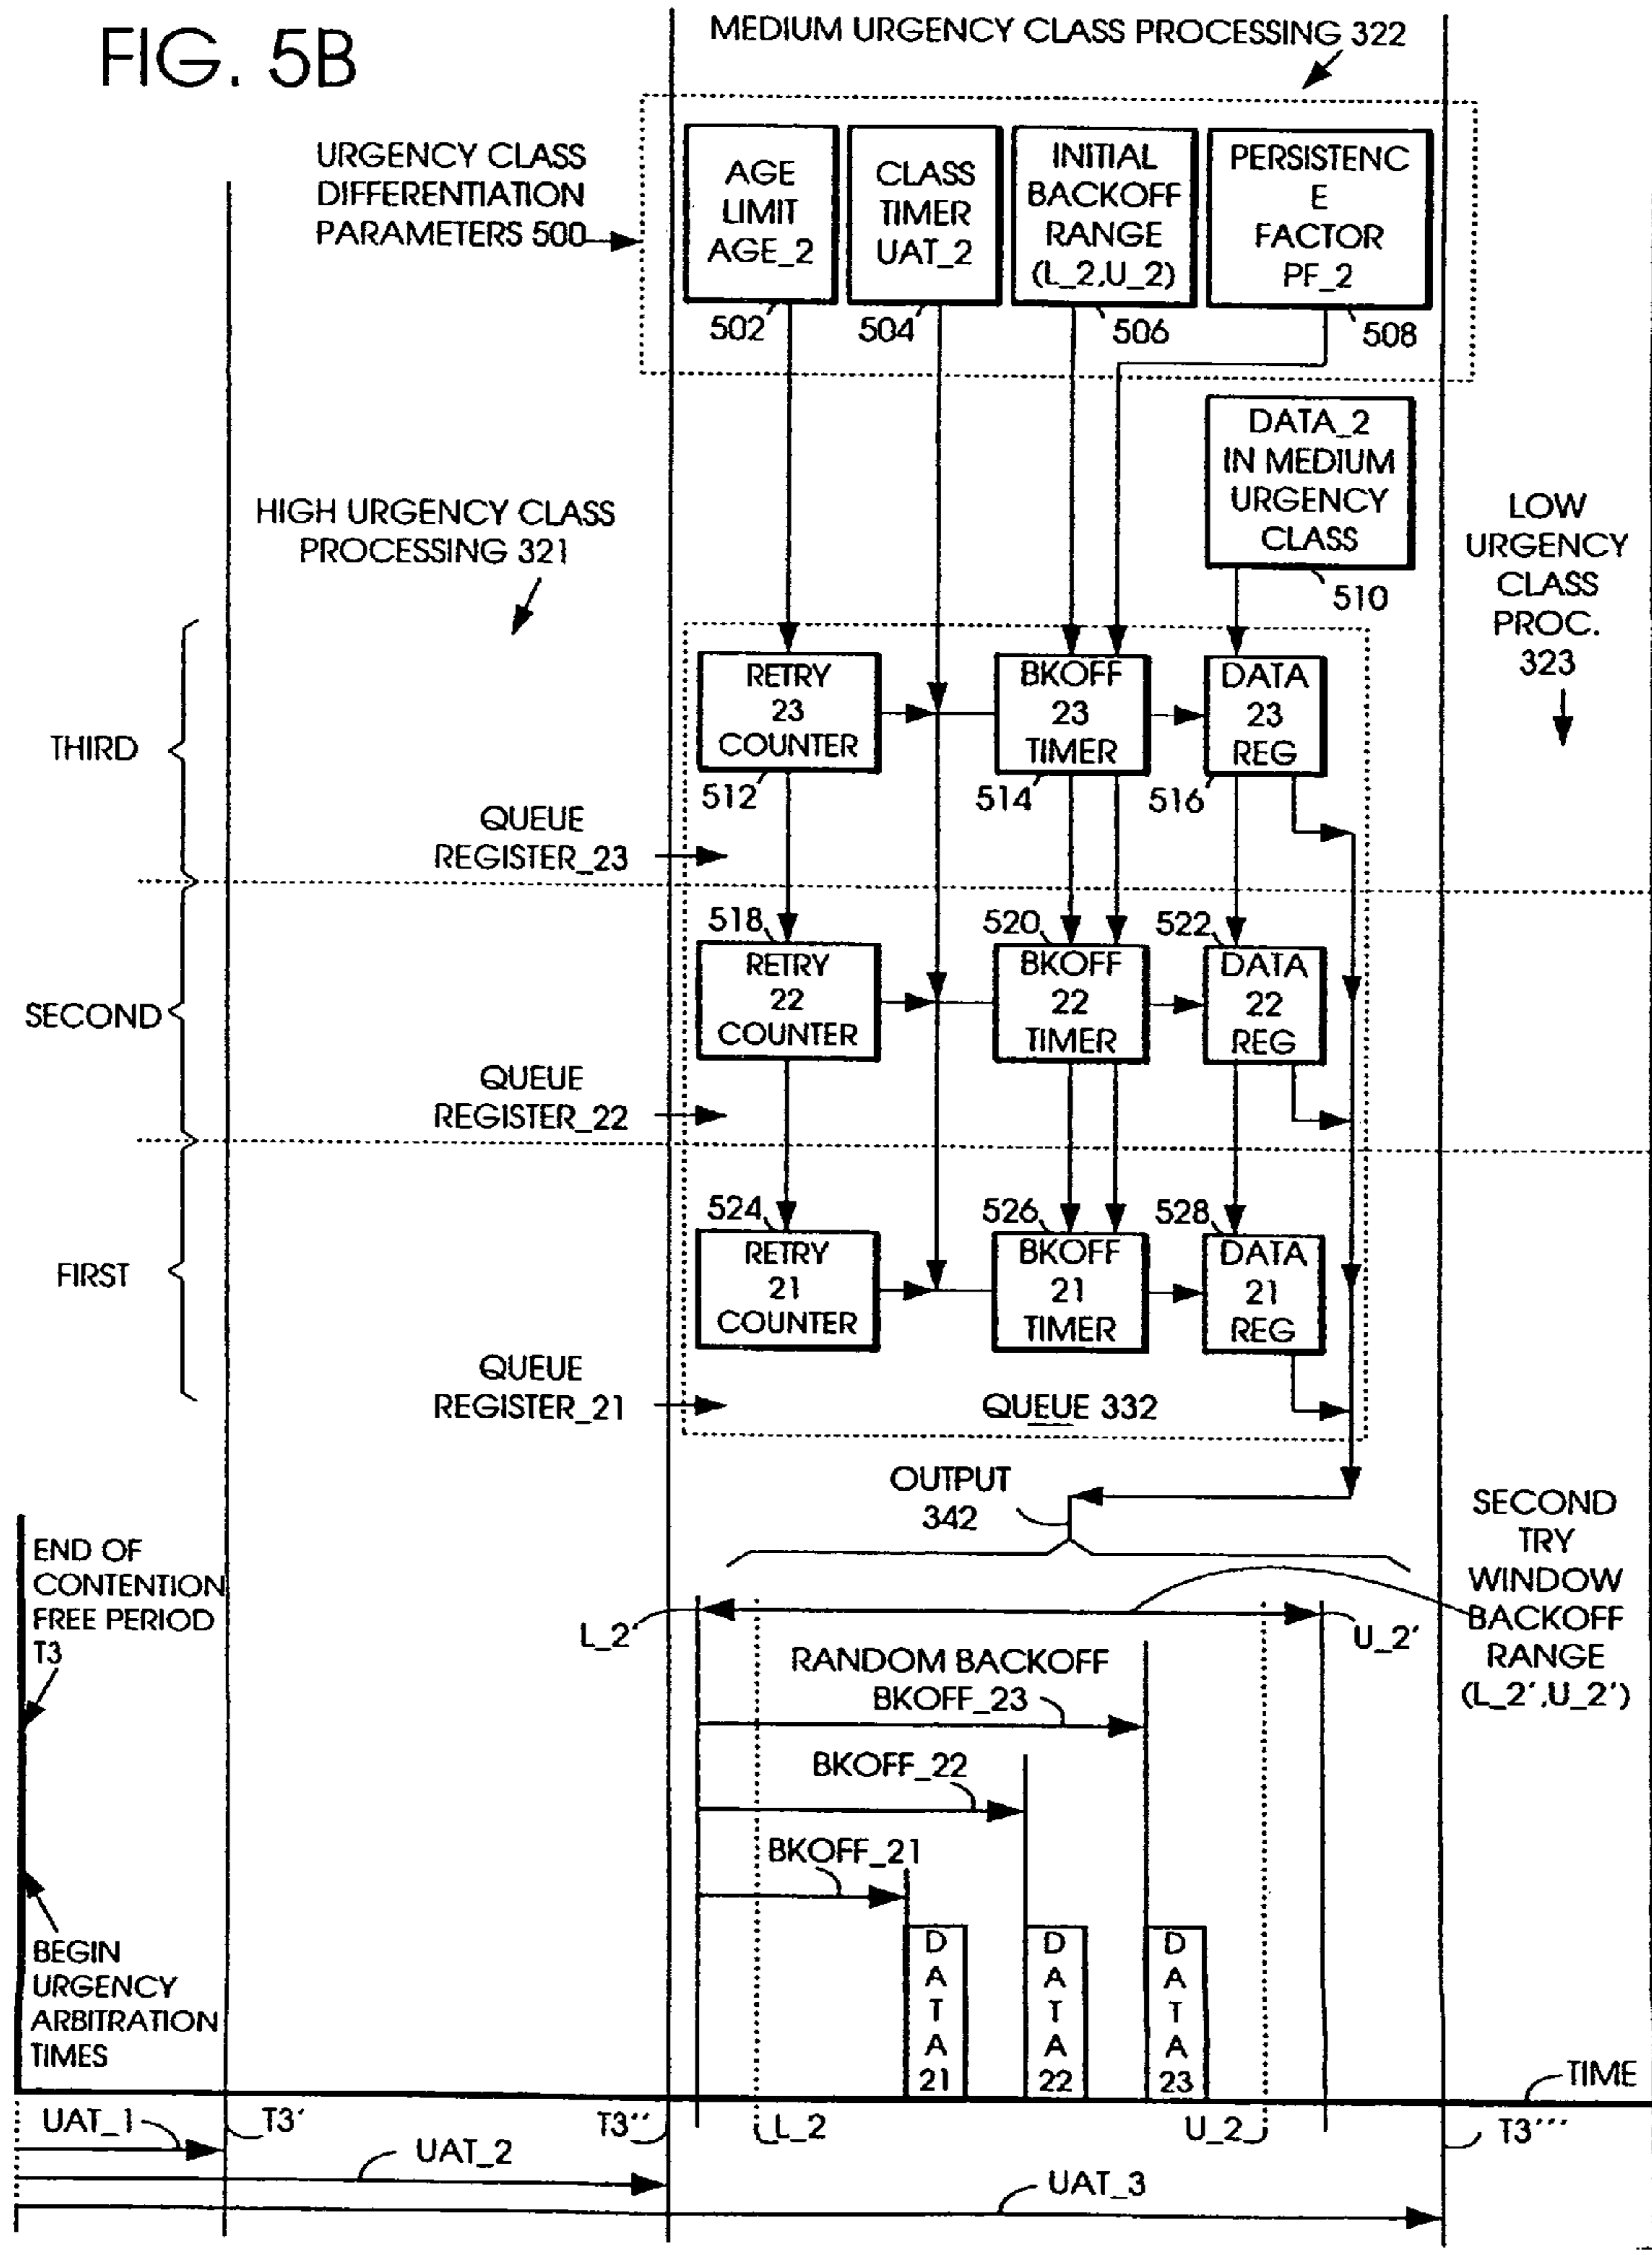 FIG. 5B
MEDIUM URGENCY CLASS PROCESSING 322
URGENCY CLASS
DIFFERENTIATION
PARAMETERS 500
AGE
LIMIT
AGE_2
502
CLASS
TIMER
UAT_2
504
INITIAL
BACKOFF
RANGE
(L_2,U_2)
506
PERSISTENC
E
FACTOR
PF_2
508
DATA_2
IN MEDIUM
URGENCY
CLASS
510
HIGH URGENCY CLASS
PROCESSING 321
LOW
URGENCY
CLASS
PROC.
323
THIRD
RETRY
23
COUNTER
512
BKOFF
23
TIMER
514
DATA
23
REG
516
QUEUE
REGISTER_23
SECOND
518
RETRY
22
COUNTER
520
BKOFF
22
TIMER
522
DATA
22
REG
QUEUE
REGISTER_22
FIRST
524
RETRY
21
COUNTER
526
BKOFF
21
TIMER
528
DATA
21
REG
QUEUE
REGISTER_21
QUEUE 332
OUTPUT
342
SECOND
TRY
WINDOW
BACKOFF
RANGE
(L_2',U_2')
END OF
CONTENTION
FREE PERIOD
T3
L_2'
U_2'
RANDOM BACKOFF
BKOFF_23
BKOFF_22
BKOFF_21
BEGIN
URGENCY
ARBITRATION
TIMES
D
A
T
A
21
D
A
T
A
22
D
A
T
A
23
TIME
UAT_1
T3'
T3''
L_2
U_2
T3'''
UAT_2
UAT_3